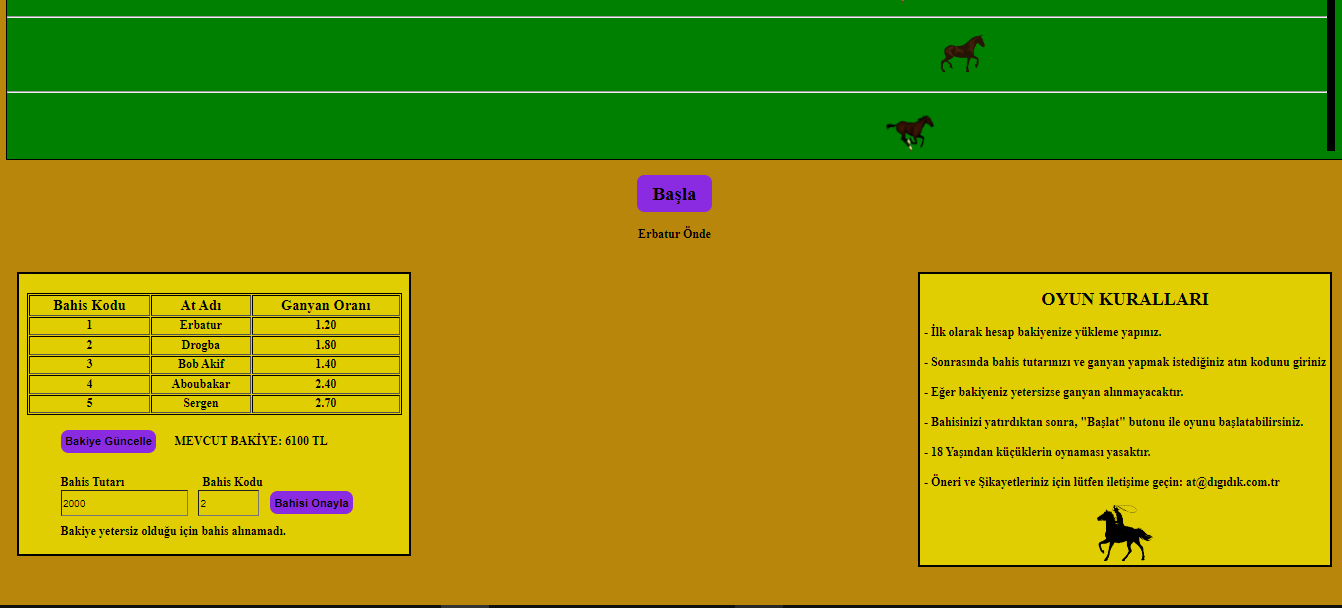 Başla
Erbatur Önde
Bahis Kodu At Adı Ganyan Oranı
1 Erbatur 1.20
2 Drogba 1.80
3 Bob Akif 1.40
4 Aboubakar 2.40
5 Sergen 2.70
Bakiye Güncelle MEVCUT BAKİYE: 6100 TL
Bahis Tutarı Bahis Kodu
2000 2 Bahisi Onayla
Bakiye yetersiz olduğu için bahis alınamadı.
OYUN KURALLARI
- İlk olarak hesap bakiyenize yükleme yapınız.
- Sonrasında bahis tutarınızı ve ganyan yapmak istediğiniz atın kodunu giriniz
- Eğer bakiyeniz yetersizse ganyan alınmayacaktır.
- Bahisinizi yatırdıktan sonra, "Başlat" butonu ile oyunu başlatabilirsiniz.
- 18 Yaşından küçüklerin oynaması yasaktır.
- Öneri ve Şikayetleriniz için lütfen iletişime geçin: at@dıgıdık.com.tr